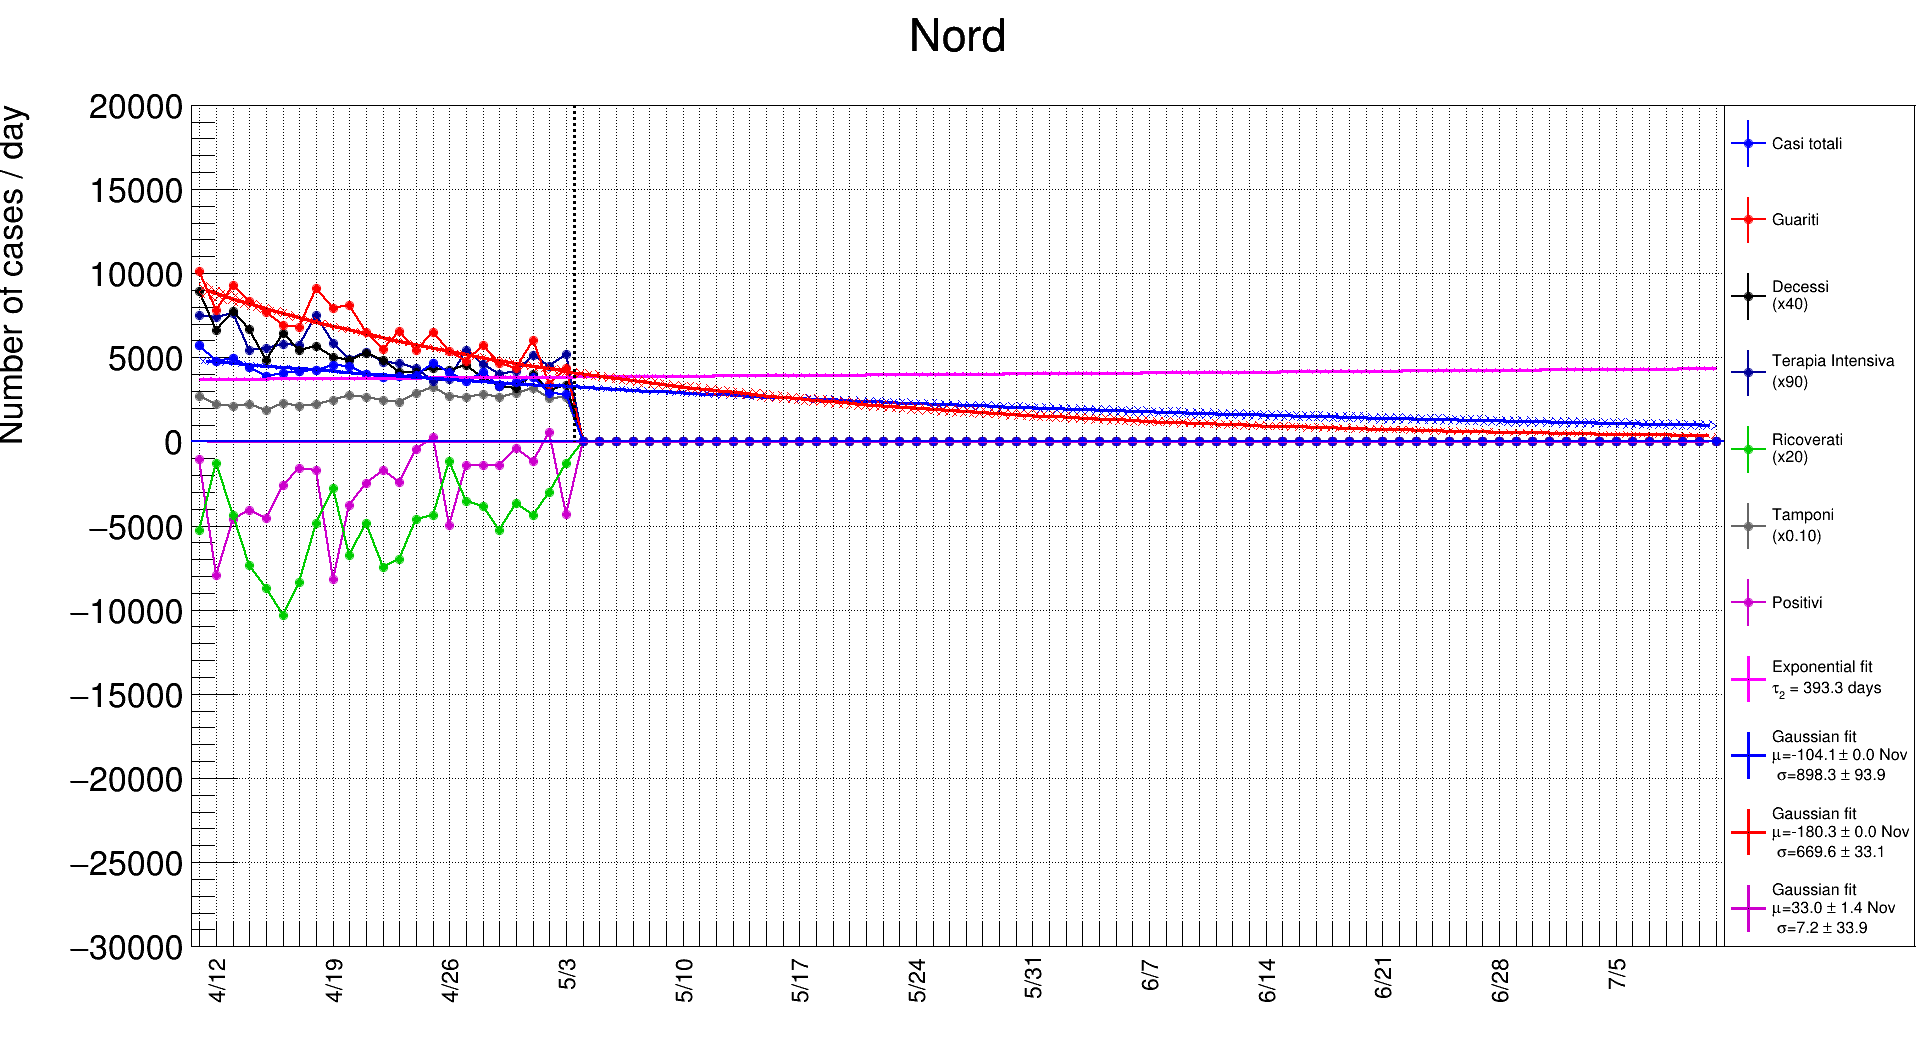 Nord
Number of cases / day
20000
15000
10000
5000
0
−5000
−10000
−15000
−20000
−25000
−30000
4/12
4/19
4/26
5/3
5/10
5/17
5/24
5/31
6/7
6/14
6/21
6/28
7/5
Casi totali
Guariti
Decessi
(x40)
Terapia Intensiva
(x90)
Ricoverati
(x20)
Tamponi
(x0.10)
Positivi
Exponential fit
τ2 = 393.3 days
Gaussian fit
μ=-104.1 ± 0.0 Nov
σ=898.3 ± 93.9
Gaussian fit
μ=-180.3 ± 0.0 Nov
σ=669.6 ± 33.1
Gaussian fit
μ=33.0 ± 1.4 Nov
σ=7.2 ± 33.9